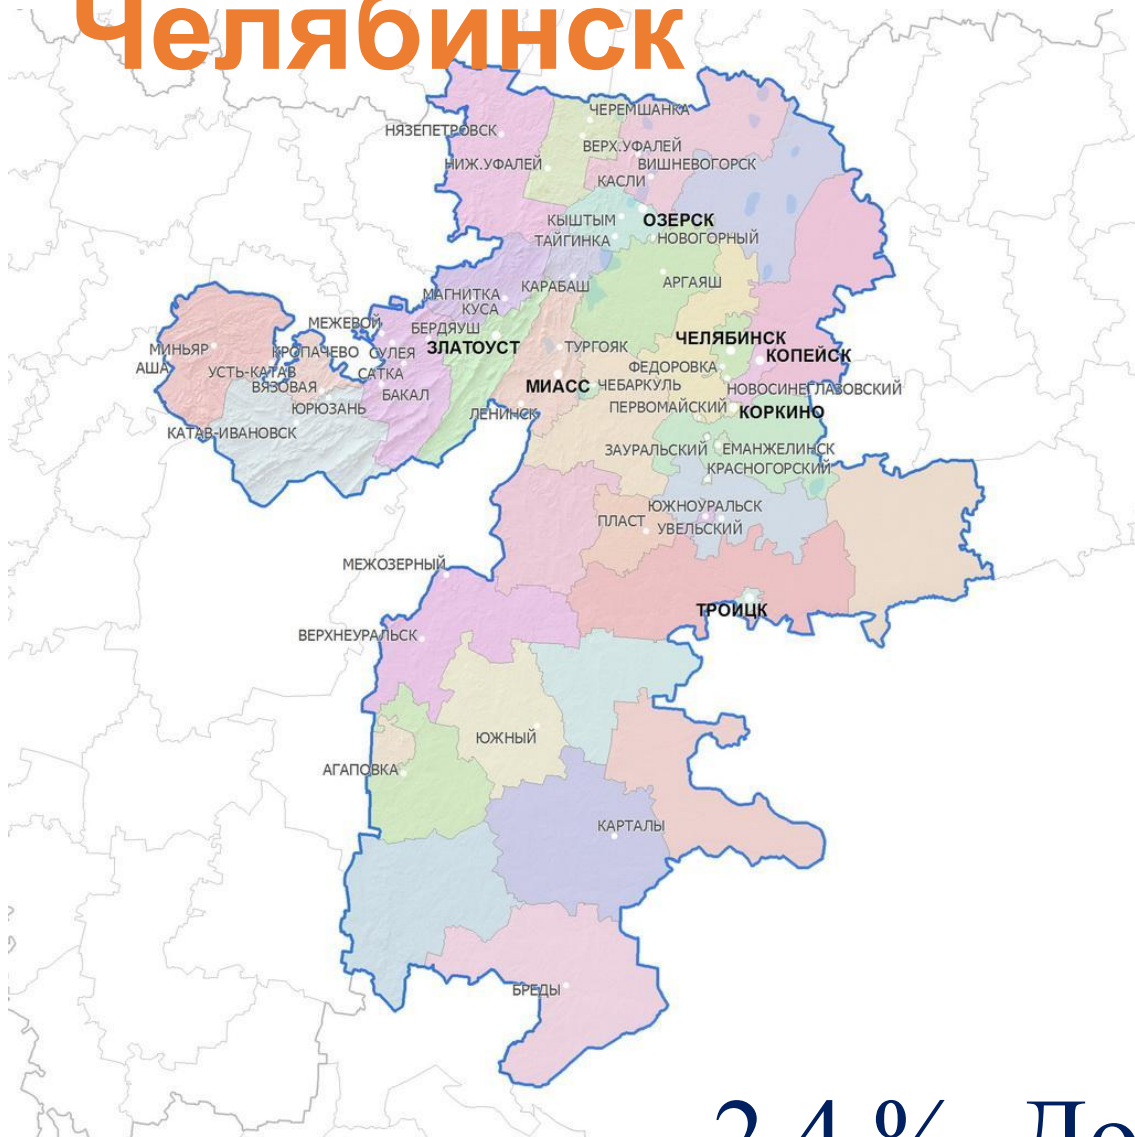 Челябинск
ЧЕРЕМШАНКА
НЯЗЕПЕТРОВСК
ВЕРХ.УФАЛЕЙ
НИЖ.УФАЛЕЙ
ВИШНЕВОГОРСК
КАСЛИ
КЫШТЫМ
ОЗЕРСК
ТАЙГИНКА
НОВОГОРНЫЙ
КАРАБАШ
АРГАЯШ
МАГНИТКА
КУСА
МЕЖЕВОЙ
БЕРДЯУШ
ЧЕЛЯБИНСК
МИНЬЯР
КРОПАЧЕВО
СУЛЕЯ
ЗЛАТОУСТ
ТУРГОЯК
КОПЕЙСК
АША
УСТЬ-КАТАВ
САТКА
ФЕДОРОВКА
ВЯЗОВАЯ
МИАСС
ЧЕБАРКУЛЬ
НОВОСИНЕГЛАЗОВСКИЙ
БАКАЛ
ЮРЮЗАНЬ
ЛЕНИНСК
ПЕРВОМАЙСКИЙ
КОРКИНО
КАТАВ-ИВАНОВСК
ЗАУРАЛЬСКИЙ
ЕМАНЖЕЛИНСК
КРАСНОГОРСКИЙ
ЮЖНОУРАЛЬСК
ПЛАСТ
УВЕЛЬСКИЙ
МЕЖОЗЕРНЫЙ
ТРОИЦК
ВЕРХНЕУРАЛЬСК
ЮЖНЫЙ
АГАПОВКА
КАРТАЛЫ
БРЕДЫ